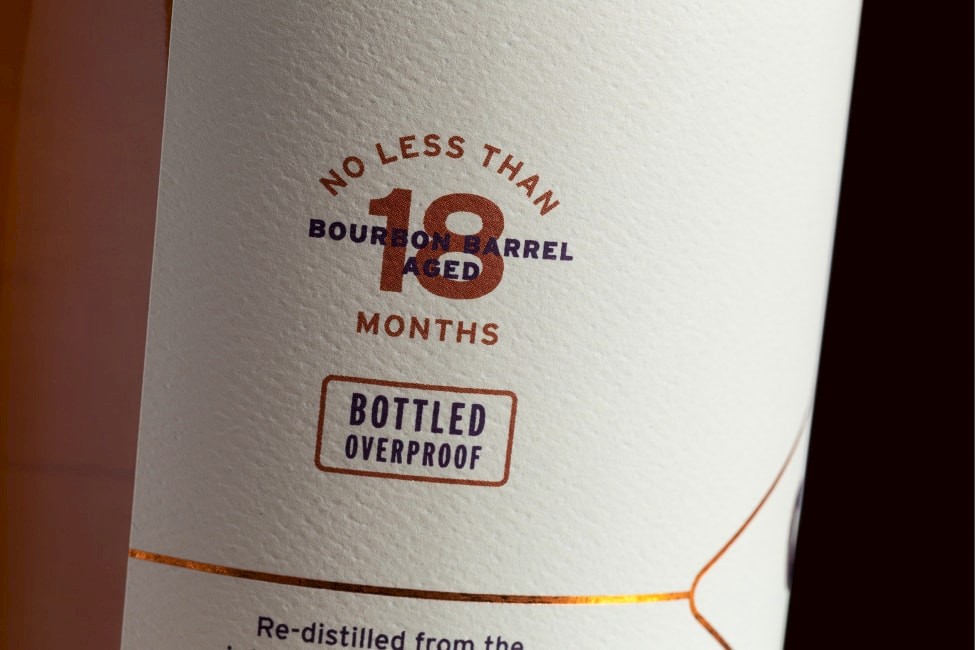 NO LESS THAN
18
BOURBON BARREL
AGED
MONTHS
BOTTLED
OVERPROOF
Re-distilled from the